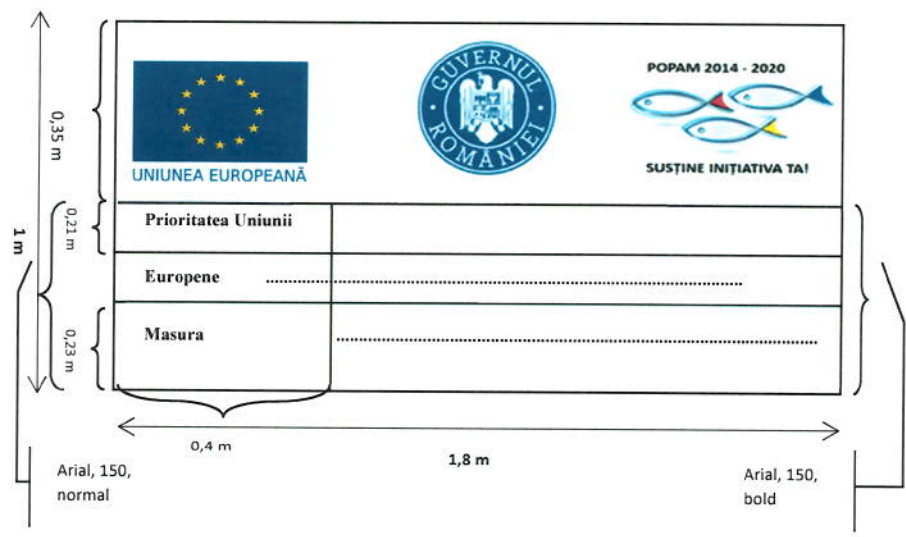 POPAM 2014 - 2020
GUVERNUL ROMÂNIEI
UNIUNEA EUROPEANĂ
SUSȚINE INIȚIATIVA TA!
0,35 m
1 m
0,21 m
0,23 m
Prioritatea Uniunii
Europene ................................................
Masura ................................................
0,4 m
1,8 m
Arial, 150,
normal
Arial, 150,
bold